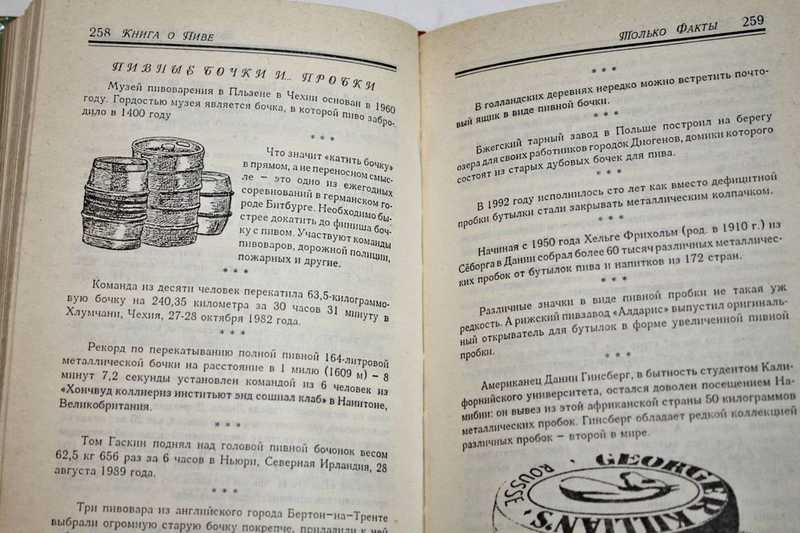 258 КНИГА О ПИВЕ
ПИВНЫЕ БОЧКИ И... ПРОБКИ
Музей пивоварения в Пльзене в Чехии основан в 1960
году. Гордостью музея является бочка, в которой пиво забро-
дило в 1400 году
* * *
Что значит «катить бочку»
в прямом, а не переносном смыс-
ле – это одно из ежегодных
соревнований в германском го-
роде Битбурге. Необходимо бы-
стрее докатить до финиша боч-
ку с пивом. Участвуют команды
пивоваров, дорожной полиции,
пожарных и другие.
* * *
Команда из десяти человек перекатила 63,5-килограммо-
вую бочку на 240,35 километра за 30 часов 31 минуту в
Хлумчани, Чехия, 27-28 октября 1982 года.
* * *
Рекорд по перекатыванию полной пивной 164-литровой
металлической бочки на расстояние в 1 милю (1609 м) – 8
минут 7,2 секунды установлен командой из 6 человек из
«Хончвуд коллиериз инститьют энд сошиал клаб» в Нанитоне,
Великобритания.
* * *
Том Гаскин поднял над головой пивной бочонок весом
62,5 кг 656 раз за 6 часов в Ньюри, Северная Ирландия, 28
августа 1989 года.
* * *
Три пивовара из английского города Бертон-на-Тренте
выбрали огромную старую бочку покрепче, приладили к ней
ТОЛЬКО ФАКТЫ 259
* * *
В голландских деревнях нередко можно встретить почто-
вый ящик в виде пивной бочки.
* * *
Бжегский тарный завод в Польше построил на берегу
озера для своих работников городок Диогенов, домики которого
состоят из старых дубовых бочек для пива.
* * *
В 1992 году исполнилось сто лет как вместо дефицитной
пробки бутылки стали закрывать металлическим колпачком.
* * *
Начиная с 1950 года Хельге Фрихольм (род. в 1910 г.) из
Сёборга в Дании собрал более 60 тысяч различных металличес-
ких пробок от бутылок пива и напитков из 172 стран.
* * *
Различные значки в виде пивной пробки не такая уж
редкость. А рижский пивзавод «Алдарис» выпустил оригиналь-
ный открыватель для бутылок в форме увеличенной пивной
пробки.
* * *
Американец Данни Гинсберг, в бытность студентом Кали-
форнийского университета, остался доволен посещением На-
мибии: он вывез из этой африканской страны 50 килограммов
металлических пробок. Гинсберг обладает редкой коллекцией
различных пробок – второй в мире.
GEORGE KILLIAN'S
ROUSSE